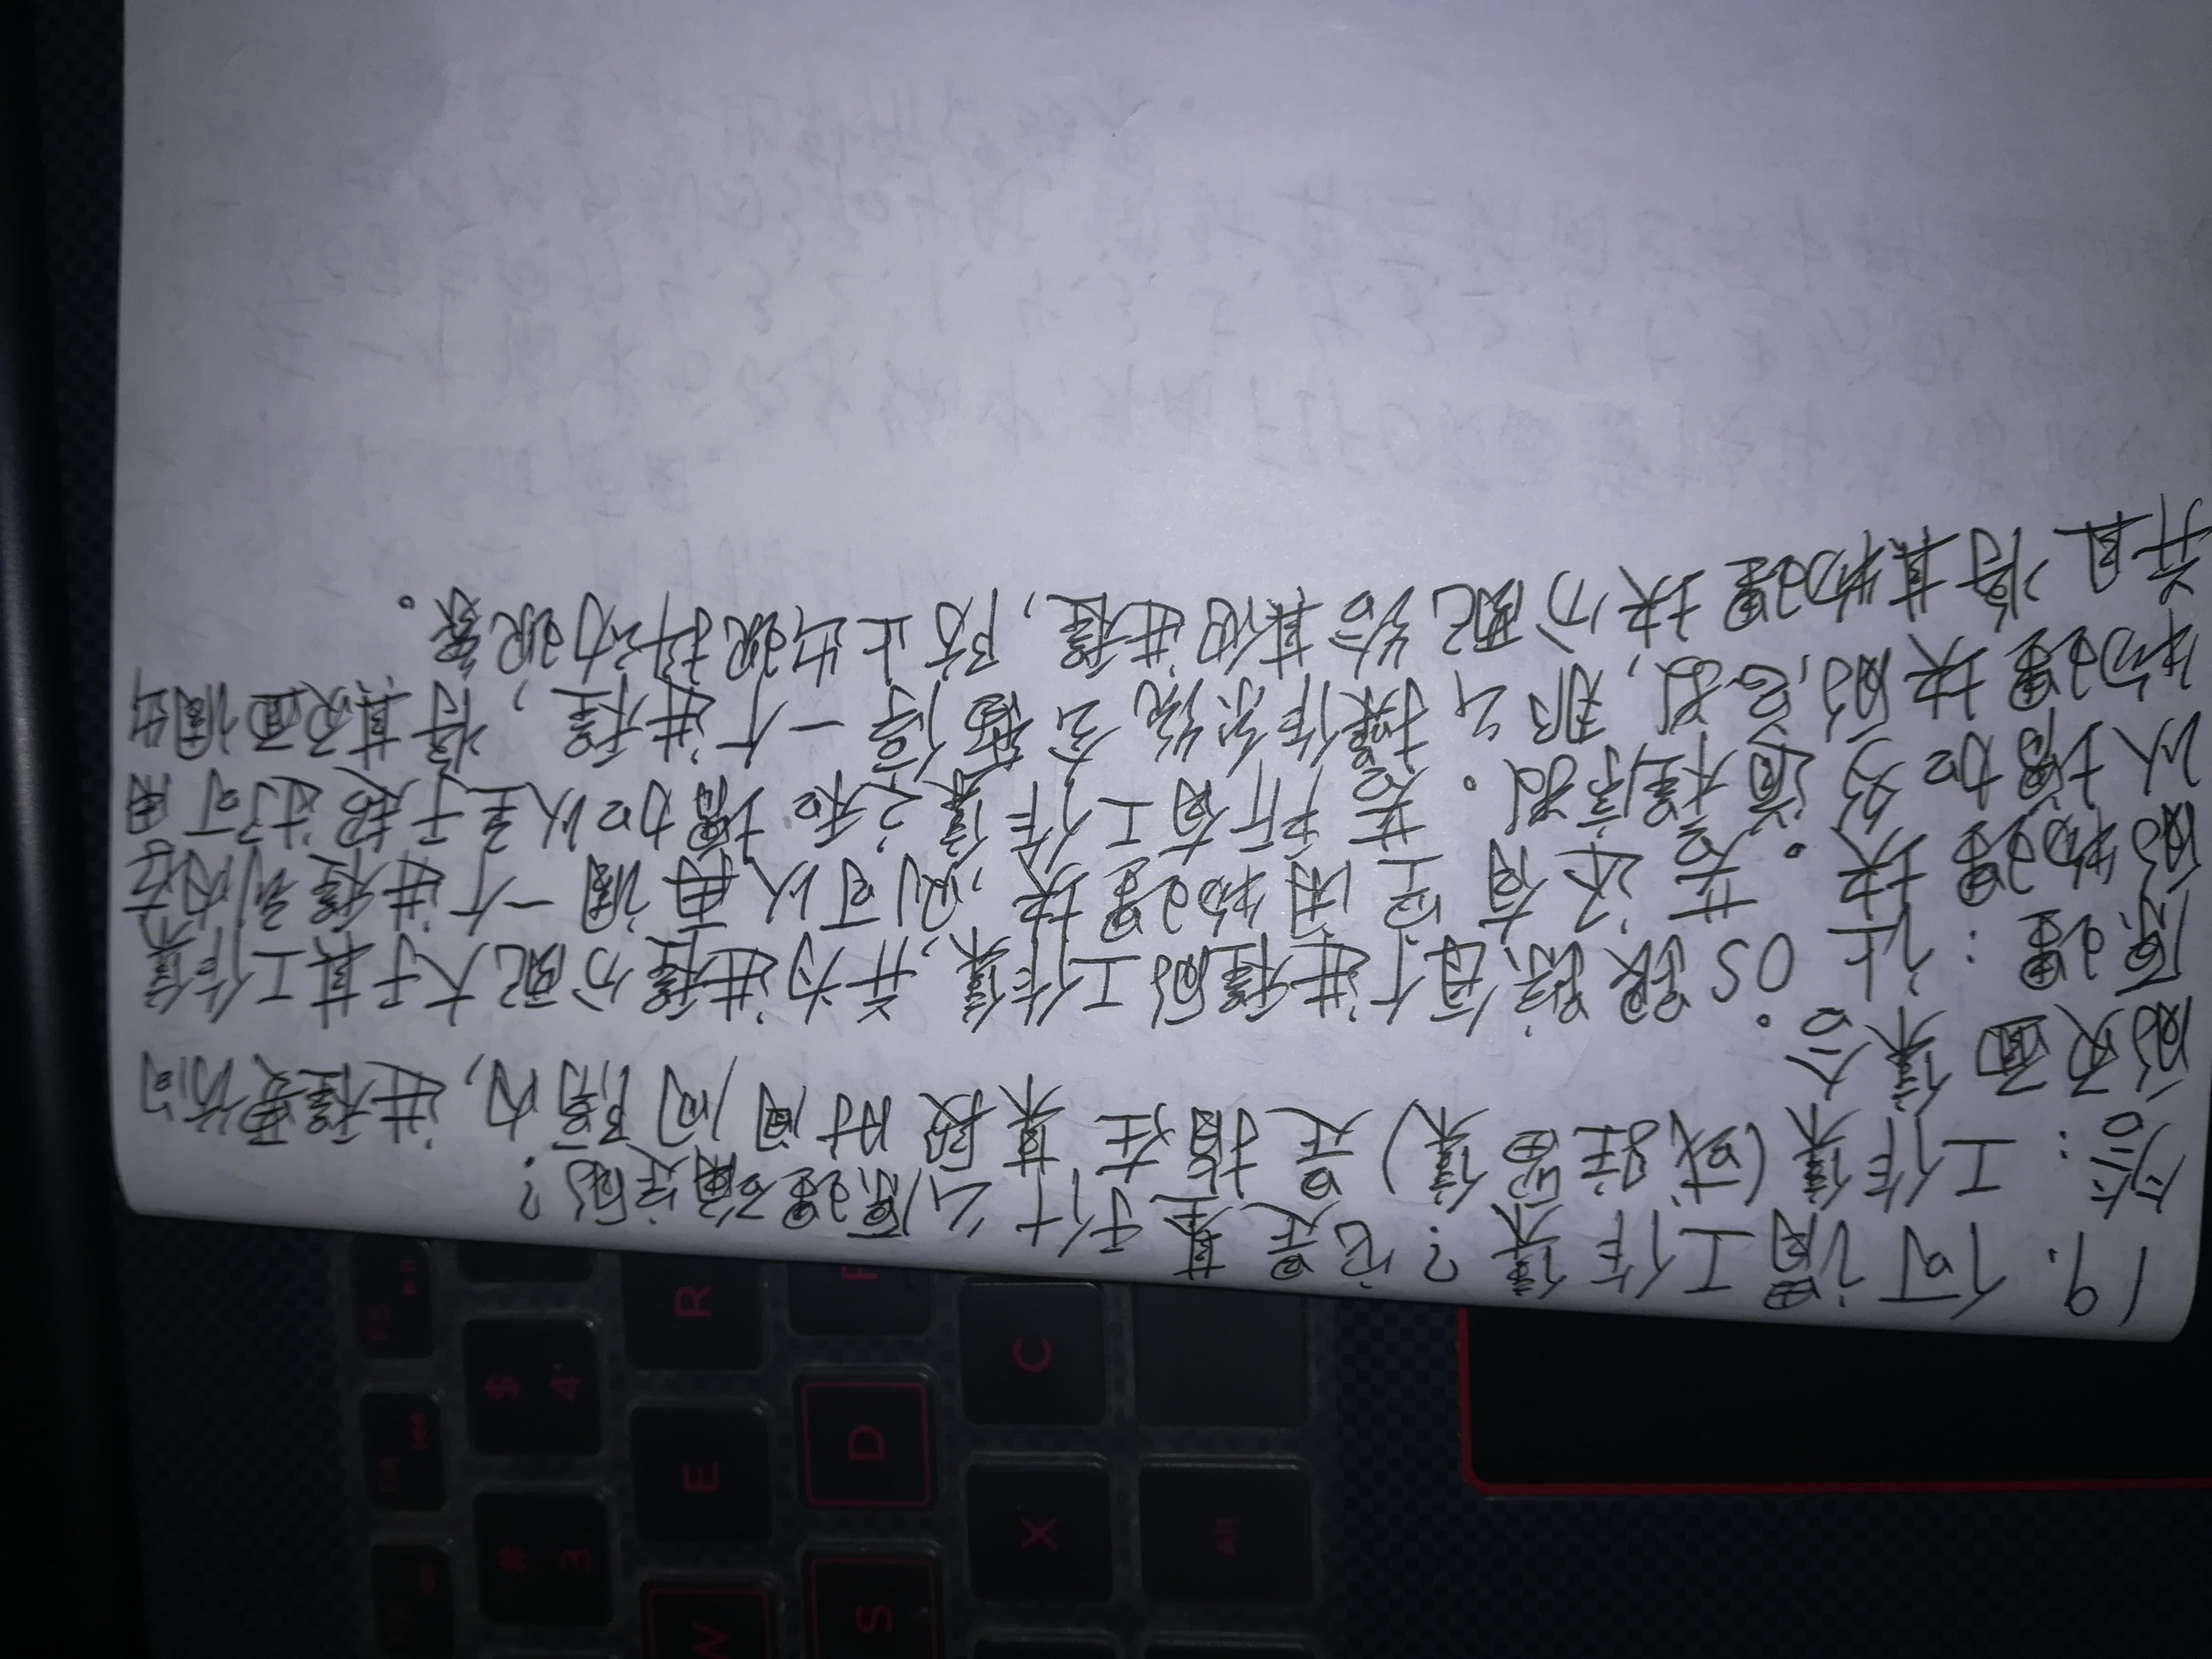 Alt
X
S
W
# 3
D
E
$ 4
C
R
F
19. 何谓工作集?它是基于什么原理确定的?
答:工作集(或驻留集)是指在某段时间间隔内,进程要访问
的页面集合。
原理:让OS跟踪每个进程的工作集,并为进程分配大于其工作集
的物理块。若还有空闲物理块,则可以再调一个进程到内存
以增加多道程序数。若所有工作集之和增加以至于超过了可用
物理块的总数,那么操作系统会暂停一个进程,将其页面调出
并且将其物理块分配给其他进程,防止出现抖动现象。